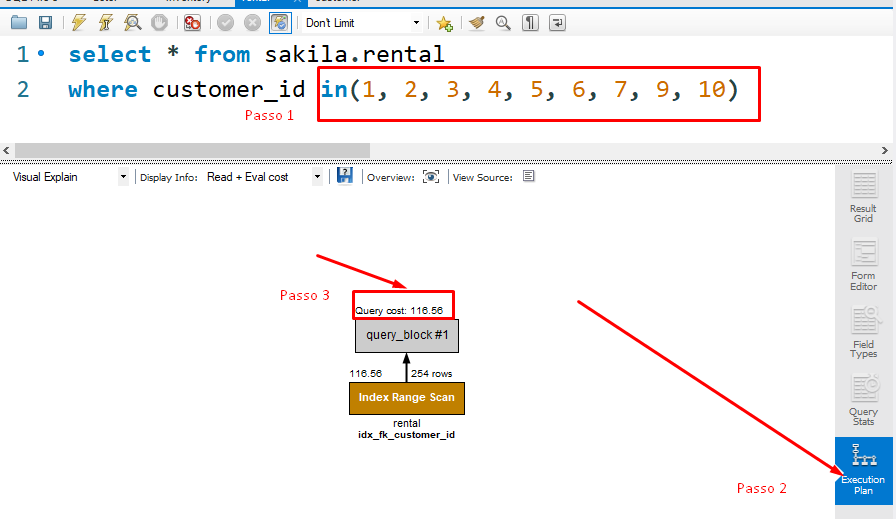 Don't Limit
1 select * from sakila.rental
2 where customer_id in(1, 2, 3, 4, 5, 6, 7, 9, 10)
Passo 1
Visual Explain Display Info: Read + Eval cost Overview: View Source:
Result
Grid
Form
Editor
Field
Types
Query
Stats
Execution
Plan
Passo 3
Query cost: 116.56
query_block #1
116.56 254 rows
Index Range Scan
rental
idx_fk_customer_id
Passo 2